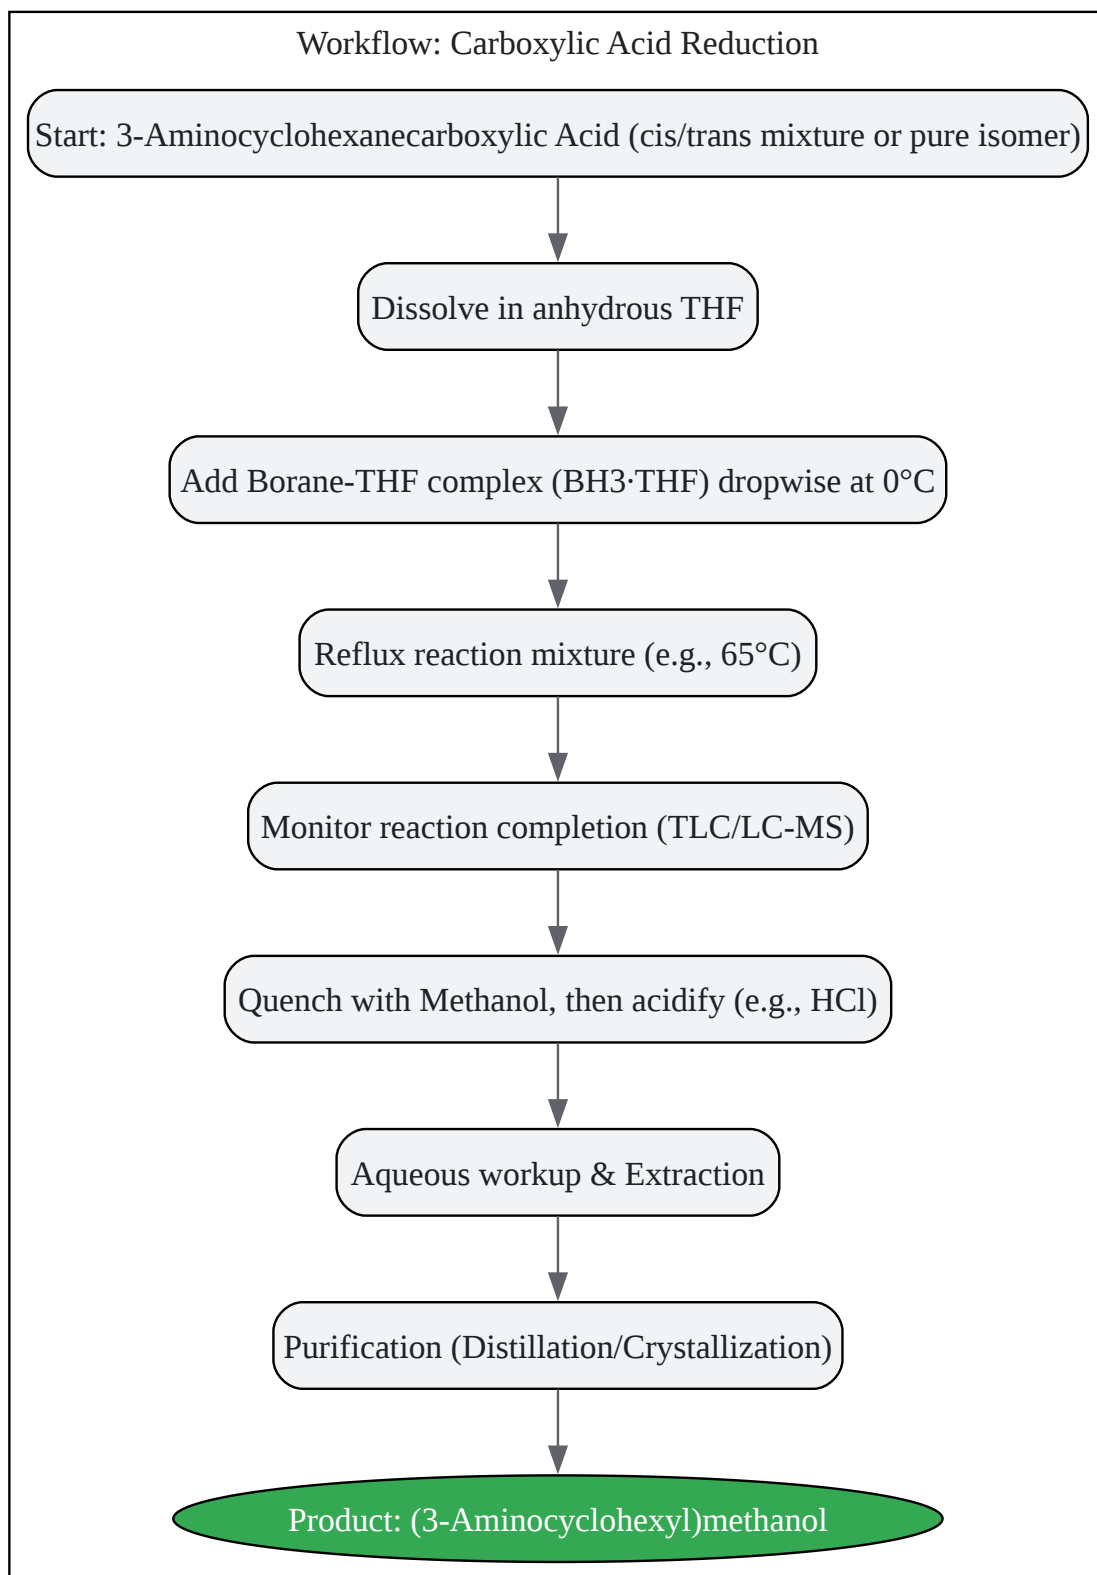 Workflow: Carboxylic Acid Reduction
Start: 3-Aminocyclohexanecarboxylic Acid (cis/trans mixture or pure isomer)
Dissolve in anhydrous THF
Add Borane-THF complex (BH3·THF) dropwise at 0°C
Reflux reaction mixture (e.g., 65°C)
Monitor reaction completion (TLC/LC-MS)
Quench with Methanol, then acidify (e.g., HCl)
Aqueous workup & Extraction
Purification (Distillation/Crystallization)
Product: (3-Aminocyclohexyl)methanol